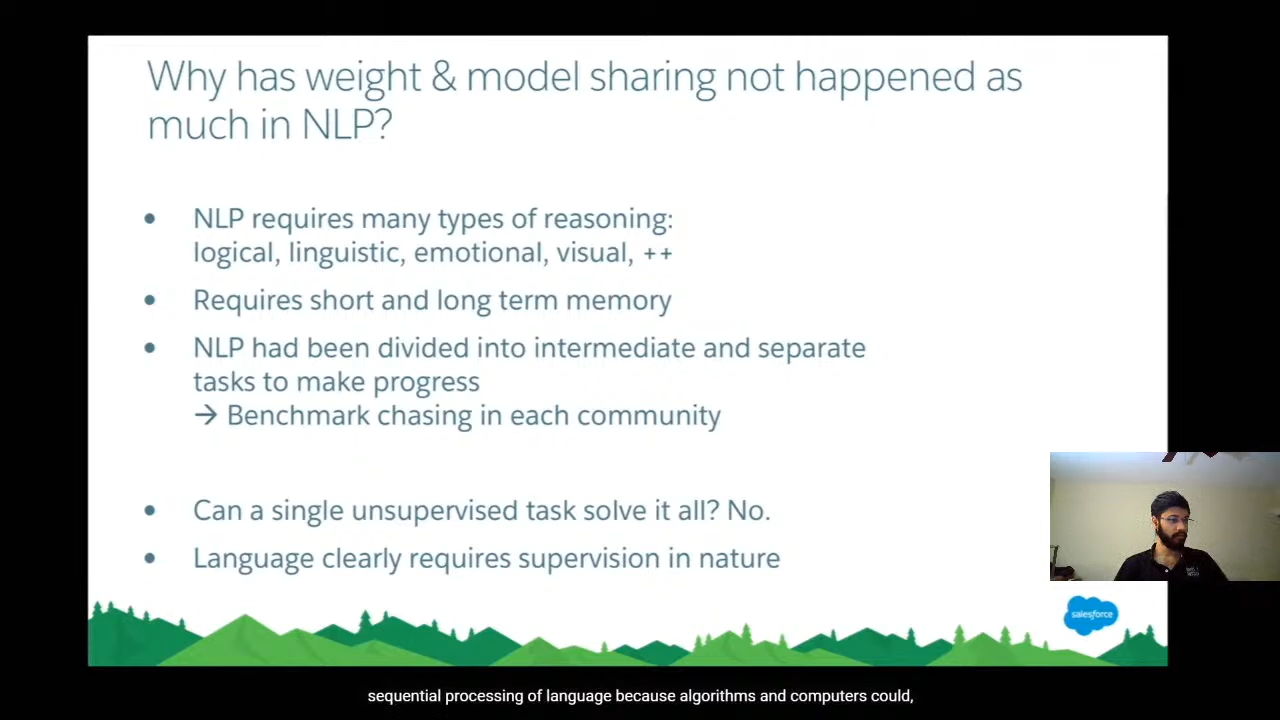 Why has weight & model sharing not happened as
much in NLP?
• NLP requires many types of reasoning:
logical, linguistic, emotional, visual, ++
• Requires short and long term memory
• NLP had been divided into intermediate and separate
tasks to make progress
→ Benchmark chasing in each community
• Can a single unsupervised task solve it all? No.
• Language clearly requires supervision in nature
salesforce
sequential processing of language because algorithms and computers could,